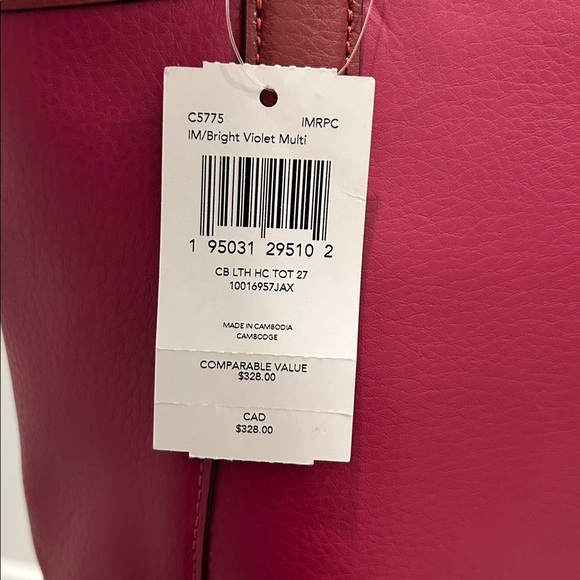 C5775 IMRPC
IM/Bright Violet Multi
1 95031 29510 2
CB LTH HC TOT 27
10016957JAX
MADE IN CAMBODIA
CAMBODGE
COMPARABLE VALUE
$328.00
CAD
$328.00